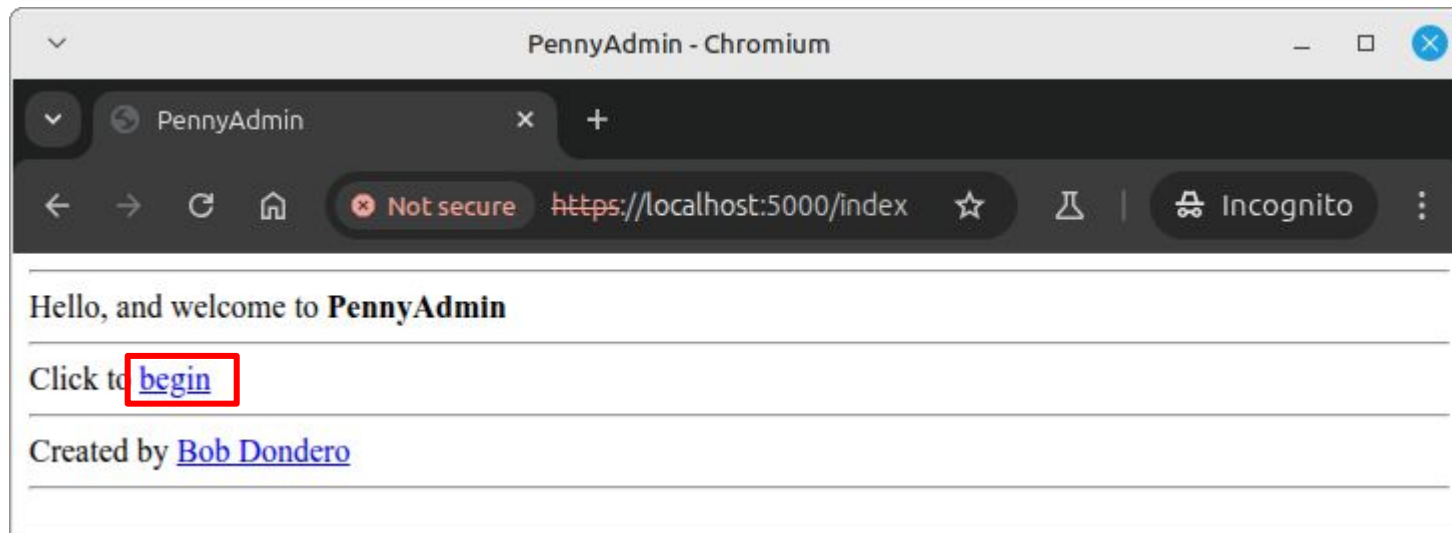 PennyAdmin - Chromium
PennyAdmin
Not secure https://localhost:5000/index Incognito
Hello, and welcome to PennyAdmin
Click to begin
Created by Bob Dondero